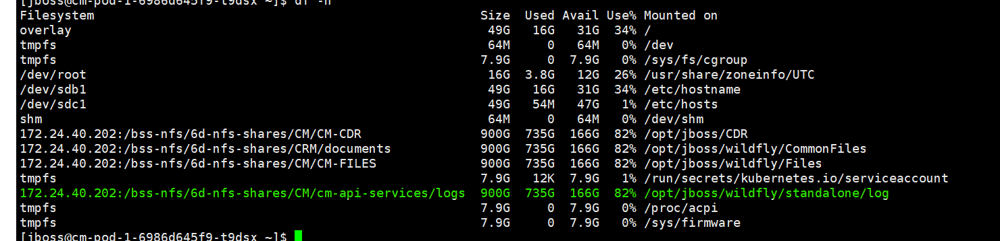 [jboss@cm-pod-1-6986d645f9-t9dsx ~]$ df -h
Filesystem Size Used Avail Use% Mounted on
overlay 49G 16G 31G 34% /
tmpfs 64M 0 64M 0% /dev
tmpfs 7.9G 0 7.9G 0% /sys/fs/cgroup
/dev/root 16G 3.8G 12G 26% /usr/share/zoneinfo/UTC
/dev/sdb1 49G 16G 31G 34% /etc/hostname
/dev/sdc1 49G 54M 47G 1% /etc/hosts
shm 64M 0 64M 0% /dev/shm
172.24.40.202:/bss-nfs/6d-nfs-shares/CM/CM-CDR 900G 735G 166G 82% /opt/jboss/CDR
172.24.40.202:/bss-nfs/6d-nfs-shares/CRM/documents 900G 735G 166G 82% /opt/jboss/wildfly/CommonFiles
172.24.40.202:/bss-nfs/6d-nfs-shares/CM/CM-FILES 900G 735G 166G 82% /opt/jboss/wildfly/Files
tmpfs 7.9G 12K 7.9G 1% /run/secrets/kubernetes.io/serviceaccount
172.24.40.202:/bss-nfs/6d-nfs-shares/CM/cm-api-services/logs 900G 735G 166G 82% /opt/jboss/wildfly/standalone/log
tmpfs 7.9G 0 7.9G 0% /proc/acpi
tmpfs 7.9G 0 7.9G 0% /sys/firmware
[jboss@cm-pod-1-6986d645f9-t9dsx ~]$